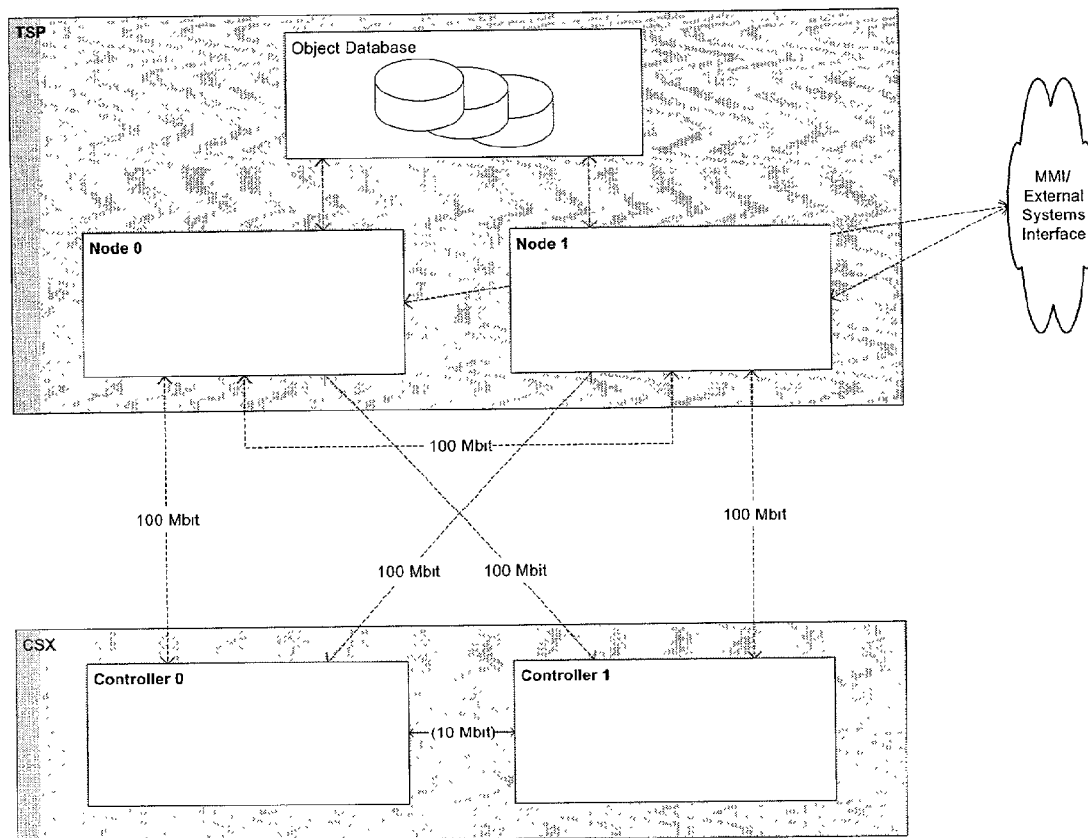 TSP
Object Database
MMI/
External
Systems
Interface
Node 0
Node 1
100 Mbit
100 Mbit
100 Mbit
100 Mbit
100 Mbit
CSX
Controller 0
Controller 1
(10 Mbit)